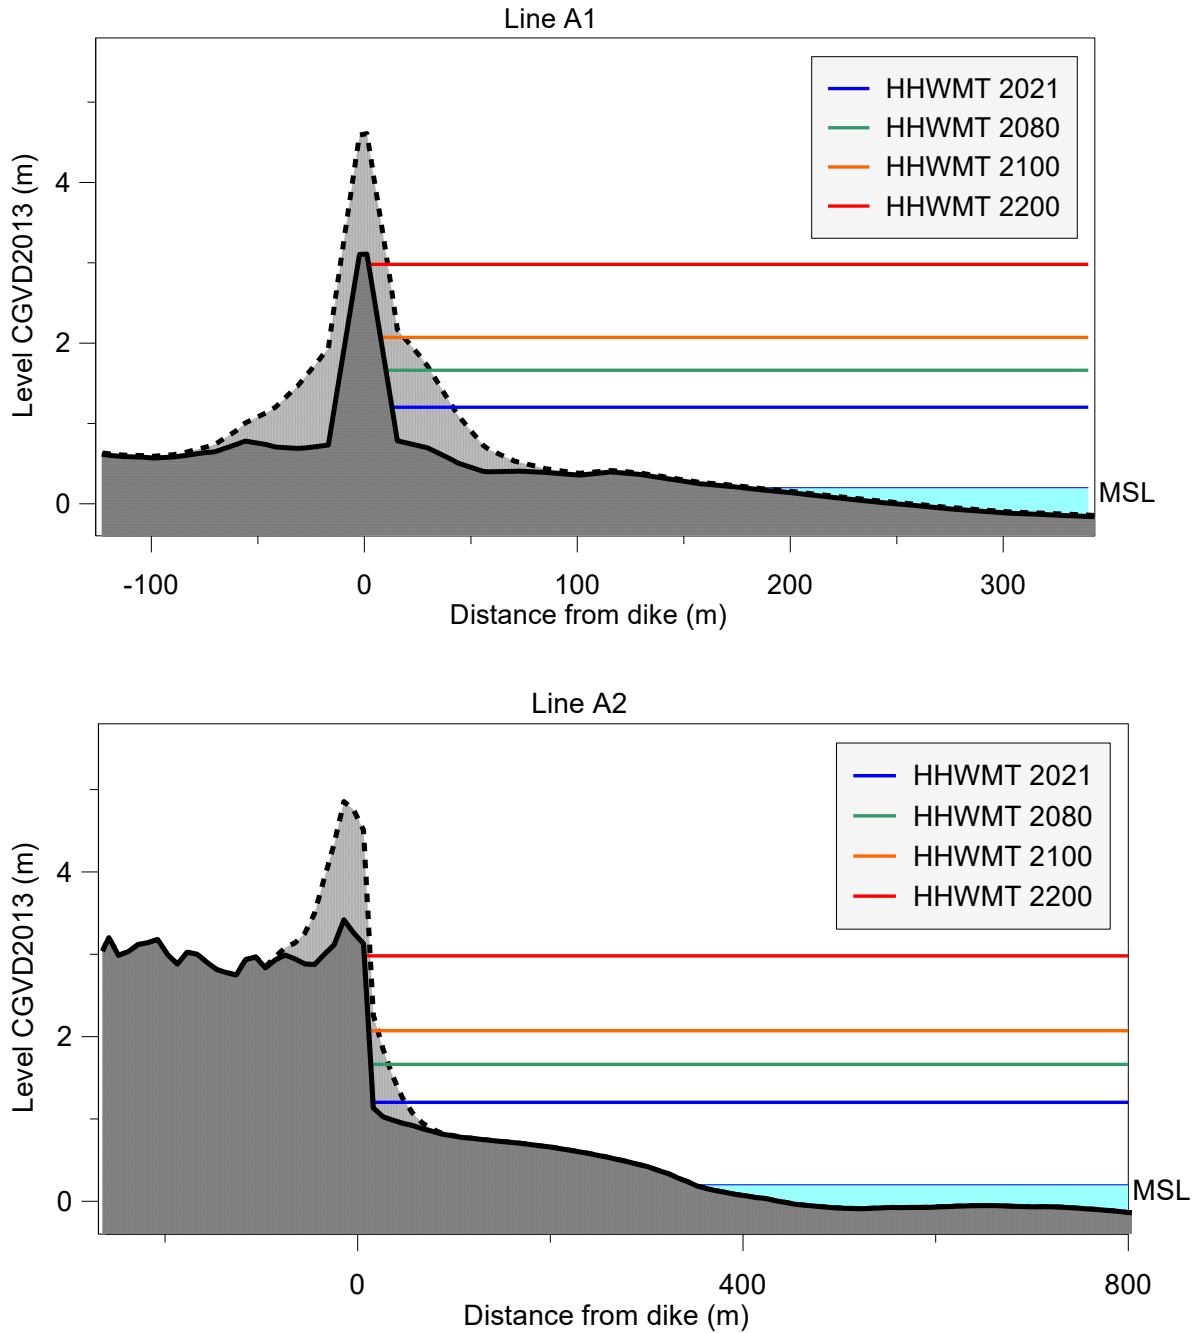 Line A1
HHWMT 2021
HHWMT 2080
HHWMT 2100
HHWMT 2200
Level CGVD2013 (m)
4
2
0
MSL
-100 0 100 200 300
Distance from dike (m)
Line A2
HHWMT 2021
HHWMT 2080
HHWMT 2100
HHWMT 2200
Level CGVD2013 (m)
4
2
0
MSL
0 400 800
Distance from dike (m)